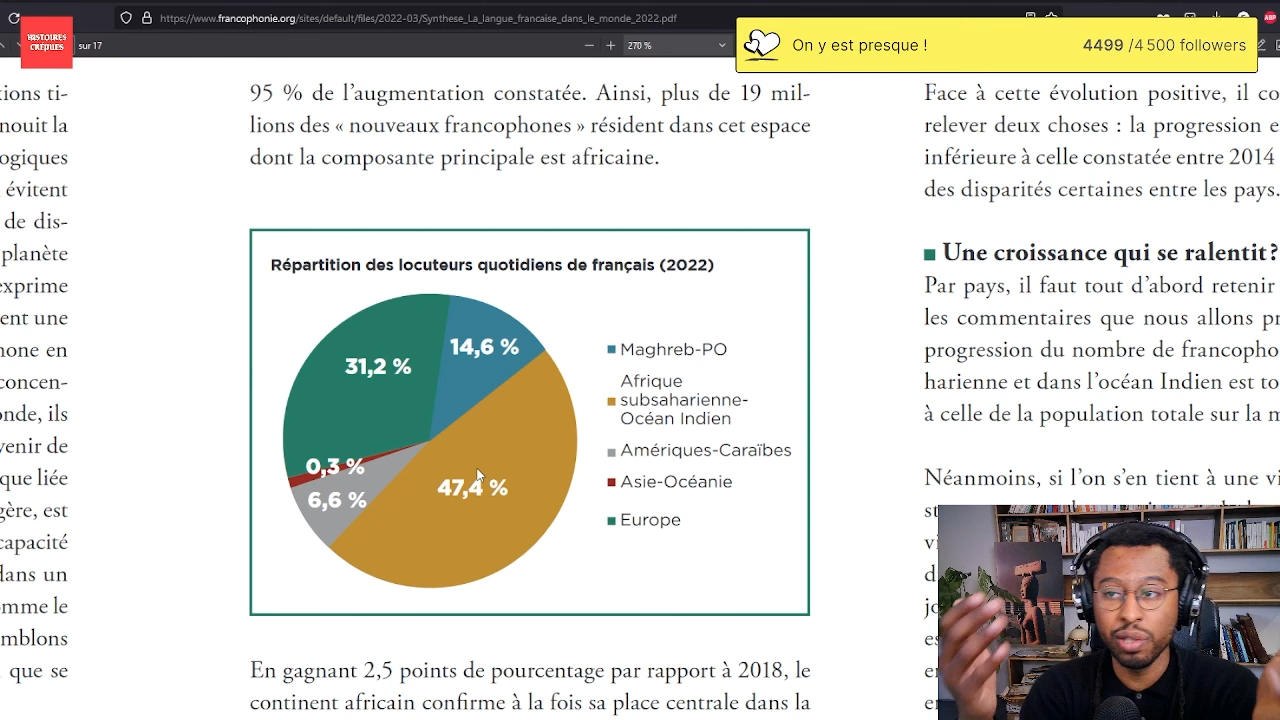 https://www.francophonie.org/sites/default/files/2022-03/Synthese_La_langue_francaise_dans_le_monde_2022.pdf
HISTOIRES
CRÉPUES
sur 17
270 %
On y est presque !
4499 /4 500 followers
ions ti-
nouit la
ogiques
évitent
de dis-
planète
exprime
ent une
hone en
concen-
onde, ils
venir de
que liée
gère, est
capacité
dans un
omme le
mblons
que se
95 % de l'augmentation constatée. Ainsi, plus de 19 mil-
lions des « nouveaux francophones » résident dans cet espace
dont la composante principale est africaine.
Répartition des locuteurs quotidiens de français (2022)
14,6 %
31,2 %
0,3 %
6,6 %
47,4 %
Maghreb-PO
Afrique
subsaharienne-
Océan Indien
Amériques-Caraïbes
Asie-Océanie
Europe
En gagnant 2,5 points de pourcentage par rapport à 2018, le
continent africain confirme à la fois sa place centrale dans la
Face à cette évolution positive, il co
relever deux choses : la progression e
inférieure à celle constatée entre 2014
des disparités certaines entre les pays.
Une croissance qui se ralentit ?
Par pays, il faut tout d'abord retenir
les commentaires que nous allons pr
progression du nombre de francopho
harienne et dans l'océan Indien est to
à celle de la population totale sur la m
Néanmoins, si l'on s'en tient à une vi